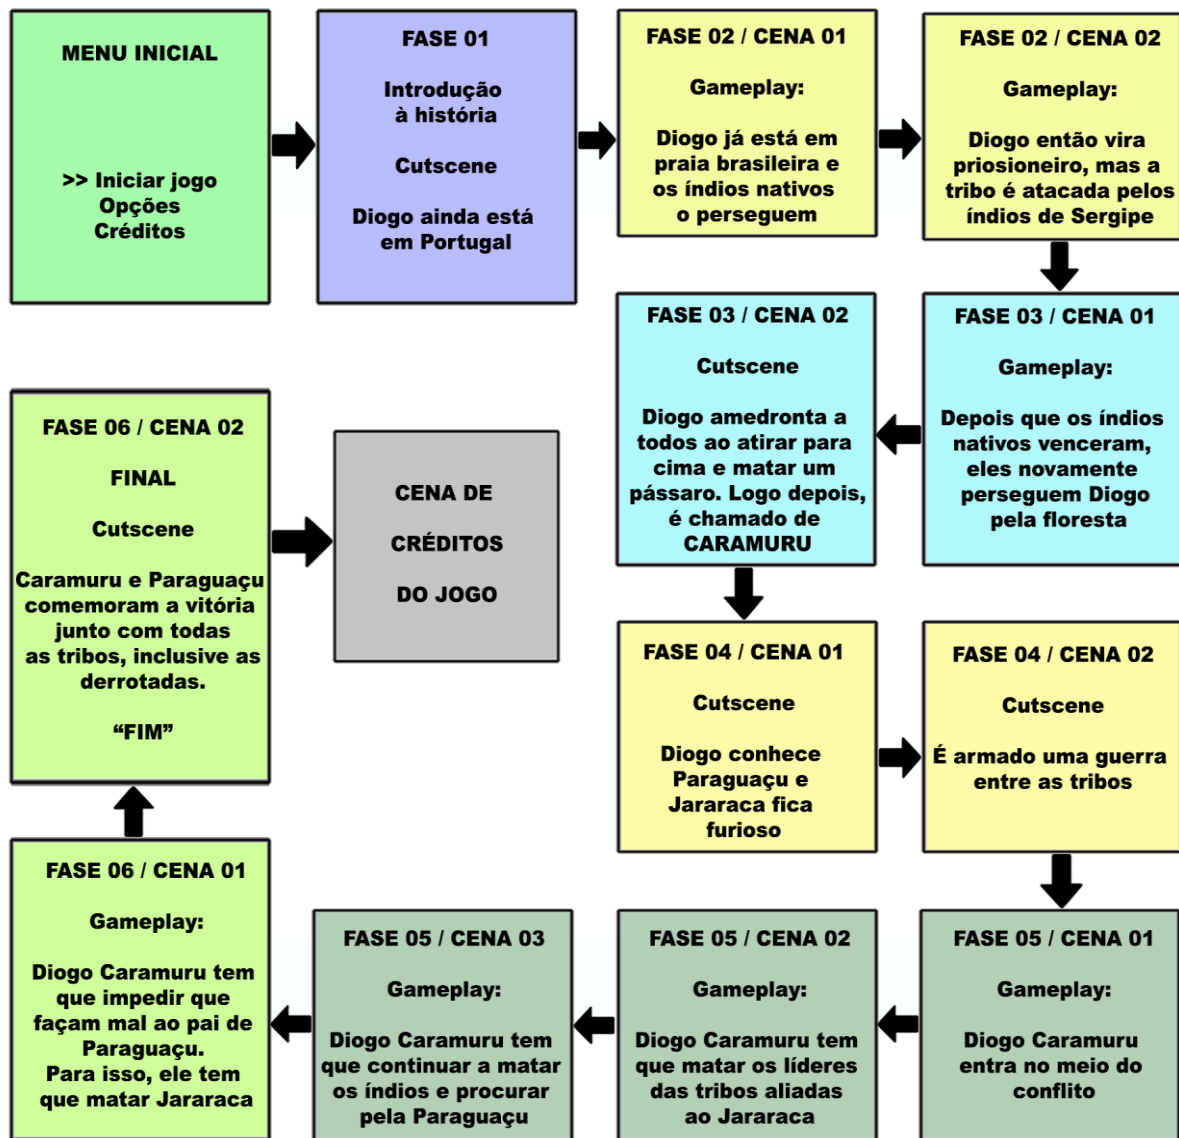 MENU INICIAL
>> Iniciar jogo
Opções
Créditos
FASE 01
Introdução
à história
Cutscene
Diogo ainda está
em Portugal
FASE 02 / CENA 01
Gameplay:
Diogo já está em
praia brasileira e
os índios nativos
o perseguem
FASE 02 / CENA 02
Gameplay:
Diogo então vira
priosioneiro, mas a
tribo é atacada pelos
índios de Sergipe
FASE 03 / CENA 01
Gameplay:
Depois que os índios
nativos venceram,
eles novamente
perseguem Diogo
pela floresta
FASE 03 / CENA 02
Cutscene
Diogo amedronta a
todos ao atirar para
cima e matar um
pássaro. Logo depois,
é chamado de
CARAMURU
FASE 04 / CENA 01
Cutscene
Diogo conhece
Paraguaçu e
Jararaca fica
furioso
FASE 04 / CENA 02
Cutscene
É armado uma guerra
entre as tribos
FASE 05 / CENA 01
Gameplay:
Diogo Caramuru
entra no meio do
conflito
FASE 05 / CENA 02
Gameplay:
Diogo Caramuru tem
que matar os líderes
das tribos aliadas
ao Jararaca
FASE 05 / CENA 03
Gameplay:
Diogo Caramuru tem
que continuar a matar
os índios e procurar
pela Paraguaçu
FASE 06 / CENA 01
Gameplay:
Diogo Caramuru tem
que impedir que
façam mal ao pai de
Paraguaçu.
Para isso, ele tem
que matar Jararaca
FASE 06 / CENA 02
FINAL
Cutscene
Caramuru e Paraguaçu
comemoram a vitória
junto com todas
as tribos, inclusive as
derrotadas.
“FIM”
CENA DE
CRÉDITOS
DO JOGO